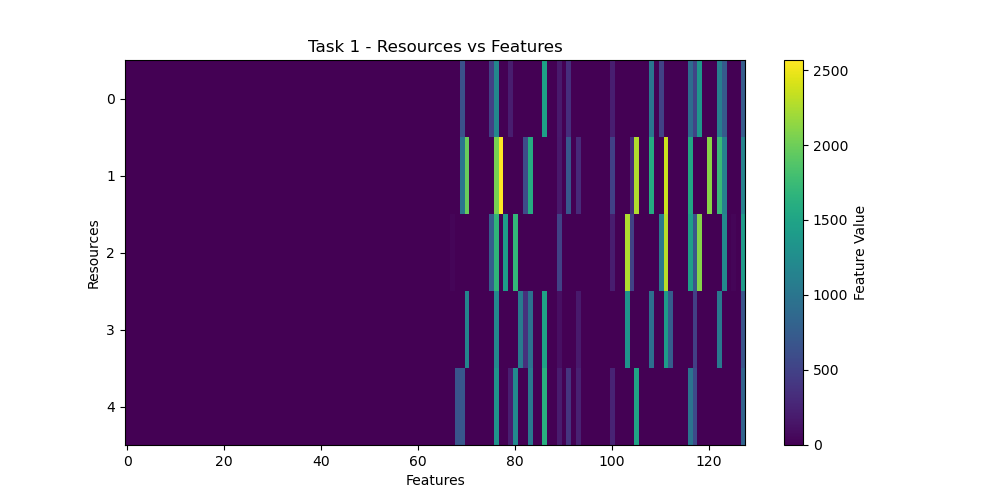 Task 1 - Resources vs Features
Resources
0
1
2
3
4
0 20 40 60 80 100 120
Features
2500
2000
1500
1000
500
0
Feature Value